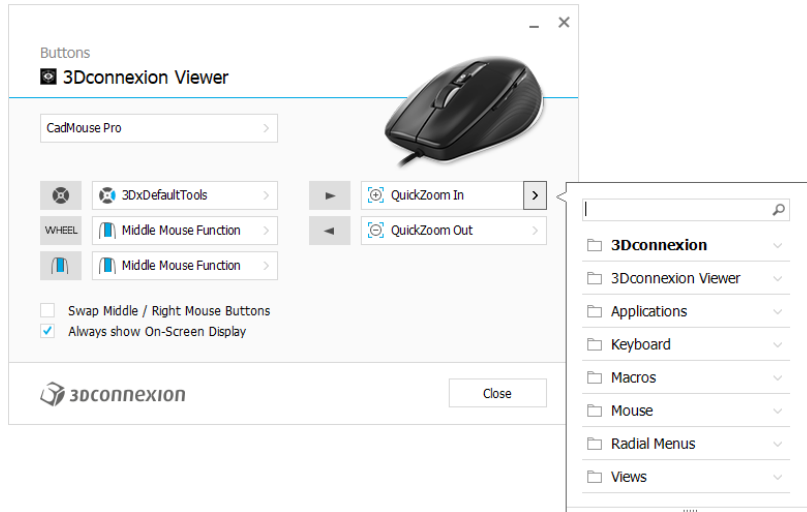 Buttons
3Dconnexion Viewer
CadMouse Pro
3DxDefaultTools
QuickZoom In
WHEEL
Middle Mouse Function
QuickZoom Out
Middle Mouse Function
Swap Middle / Right Mouse Buttons
Always show On-Screen Display
3Dconnexion
Close
3Dconnexion
3Dconnexion Viewer
Applications
Keyboard
Macros
Mouse
Radial Menus
Views